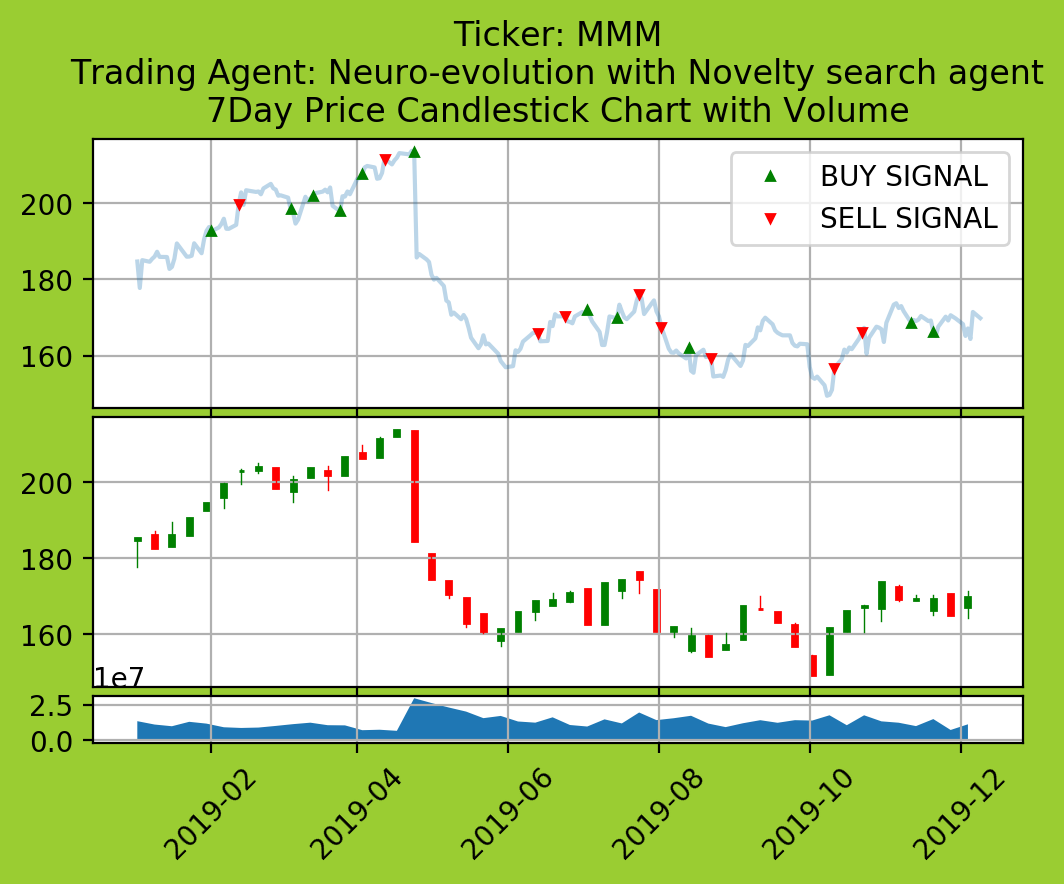 Ticker: MMM
Trading Agent: Neuro-evolution with Novelty search agent
7Day Price Candlestick Chart with Volume
BUY SIGNAL
SELL SIGNAL
200
180
160
200
180
160
1e7
2.5
0.0
2019-02
2019-04
2019-06
2019-08
2019-10
2019-12